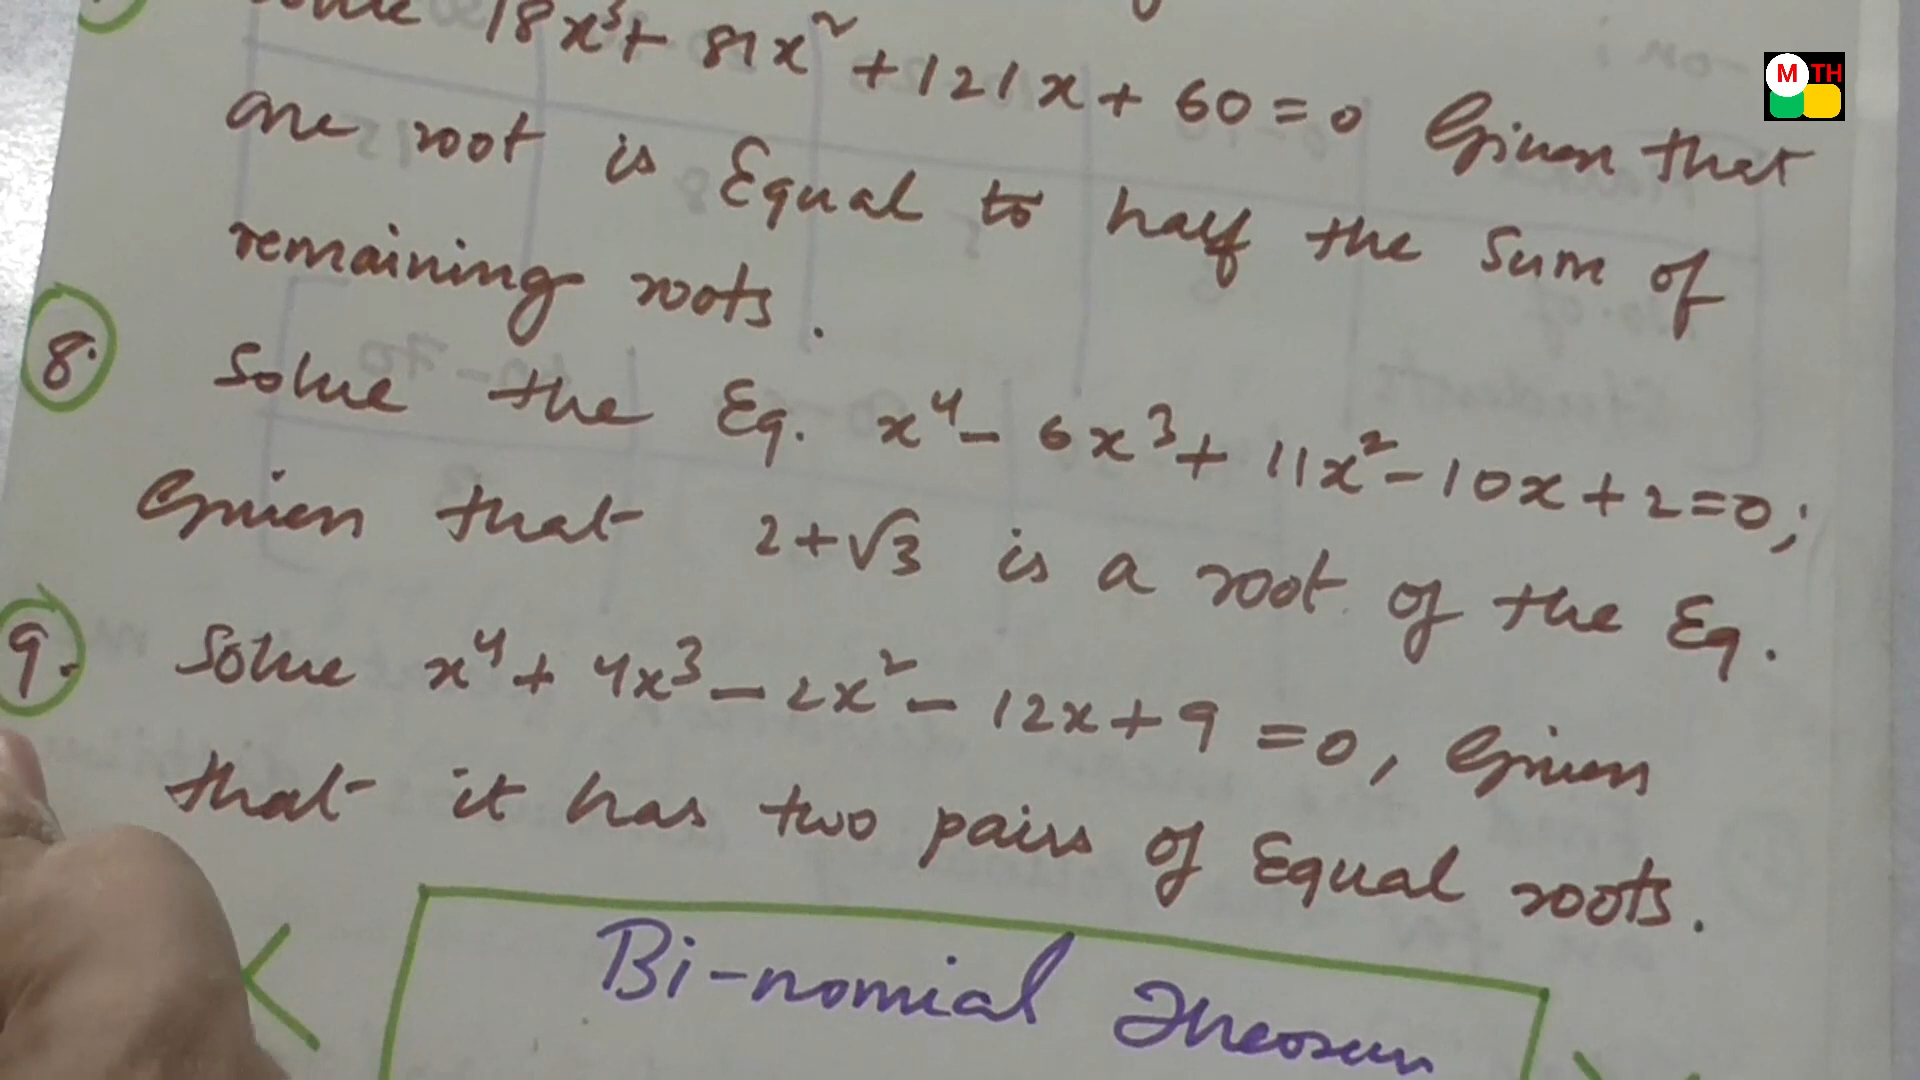 18x³ + 81x² + 121x + 60 = 0 Given that
one root is Equal to half the Sum of
remaining roots.
8. Solve the Eq. x⁴ - 6x³ + 11x² - 10x + 2 = 0;
Given that 2+√3 is a root of the Eq.
9. Solve x⁴ + 4x³ - 2x² - 12x + 9 = 0, Given
that it has two pairs of Equal roots.
Bi-nomial Theorem
MTH